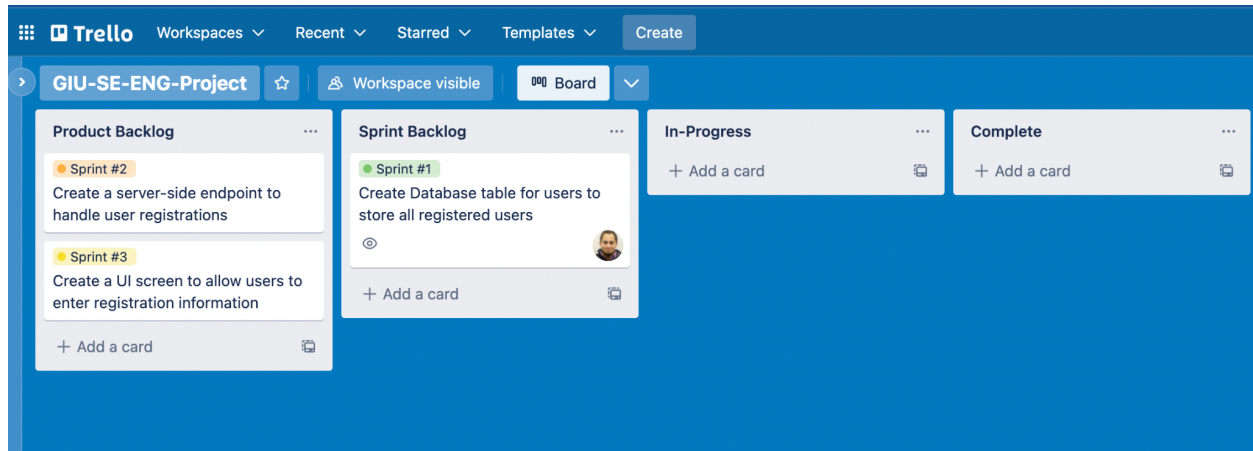 Trello Workspaces Recent Starred Templates Create
GIU-SE-ENG-Project Workspace visible Board
Product Backlog
Sprint #2
Create a server-side endpoint to
handle user registrations
Sprint #3
Create a UI screen to allow users to
enter registration information
+ Add a card
Sprint Backlog
Sprint #1
Create Database table for users to
store all registered users
+ Add a card
In-Progress
+ Add a card
Complete
+ Add a card